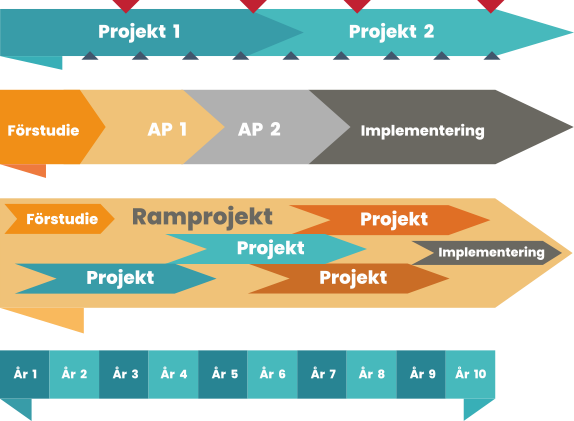 Projekt 1 Projekt 2
Förstudie AP 1 AP 2 Implementering
Förstudie Ramprojekt Projekt
Projekt Implementering
Projekt Projekt
År 1 År 2 År 3 År 4 År 5 År 6 År 7 År 8 År 9 År 10